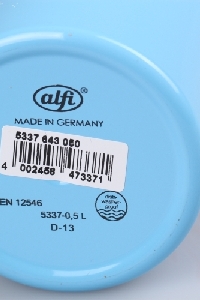 alfi
MADE IN GERMANY
5337 643 050
4 002458 473371
EN 12546
5337-0,5 L
D-13